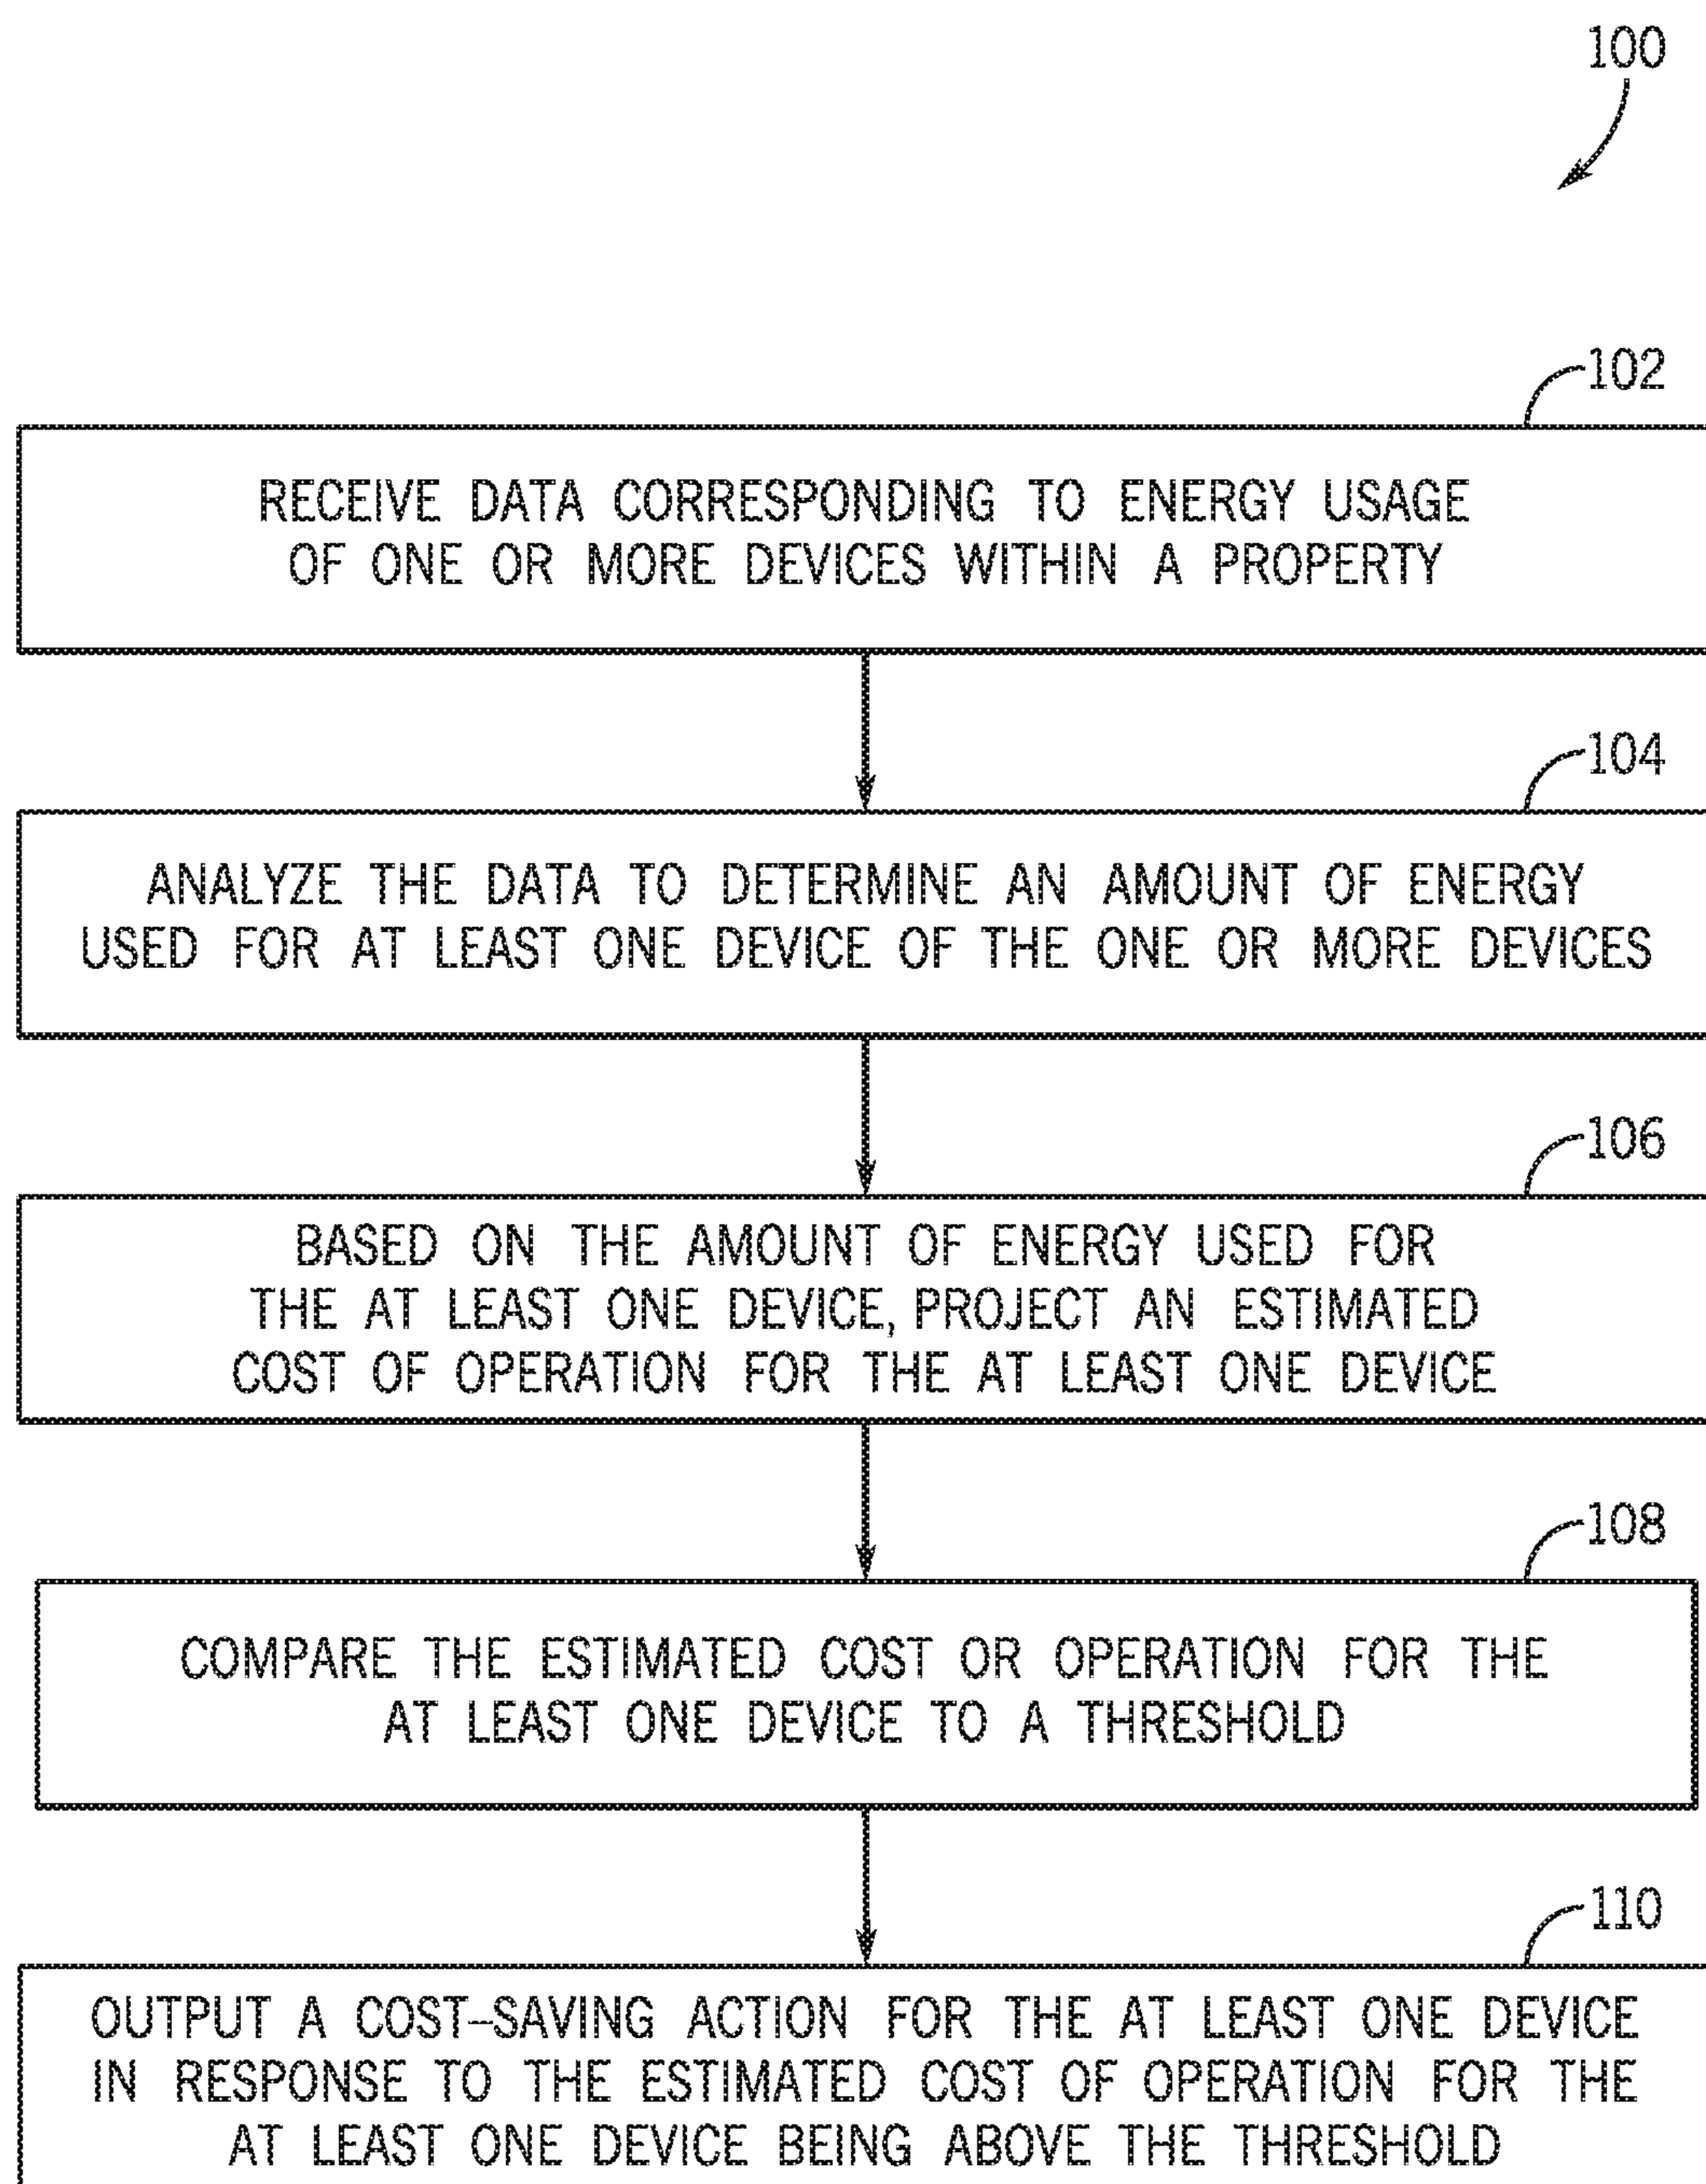 100
102
RECEIVE DATA CORRESPONDING TO ENERGY USAGE
OF ONE OR MORE DEVICES WITHIN A PROPERTY
104
ANALYZE THE DATA TO DETERMINE AN AMOUNT OF ENERGY
USED FOR AT LEAST ONE DEVICE OF THE ONE OR MORE DEVICES
106
BASED ON THE AMOUNT OF ENERGY USED FOR
THE AT LEAST ONE DEVICE, PROJECT AN ESTIMATED
COST OF OPERATION FOR THE AT LEAST ONE DEVICE
108
COMPARE THE ESTIMATED COST OR OPERATION FOR THE
AT LEAST ONE DEVICE TO A THRESHOLD
110
OUTPUT A COST-SAVING ACTION FOR THE AT LEAST ONE DEVICE
IN RESPONSE TO THE ESTIMATED COST OF OPERATION FOR THE
AT LEAST ONE DEVICE BEING ABOVE THE THRESHOLD